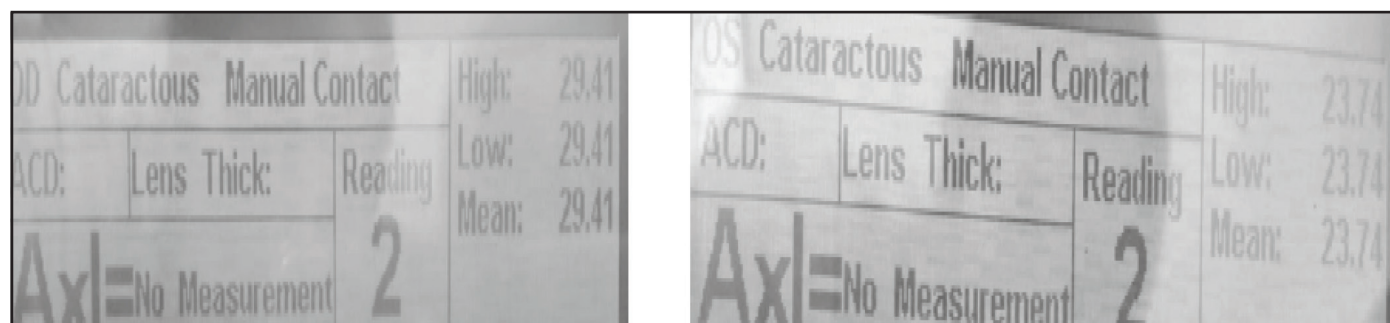 OD Cataractous Manual Contact High: 29.41
ACD: Lens Thick: Reading Low: 29.41
Mean: 29.41
Axl=No Measurement 2
OS Cataractous Manual Contact High: 23.74
ACD: Lens Thick: Reading Low: 23.74
Mean: 23.74
Axl=No Measurement 2